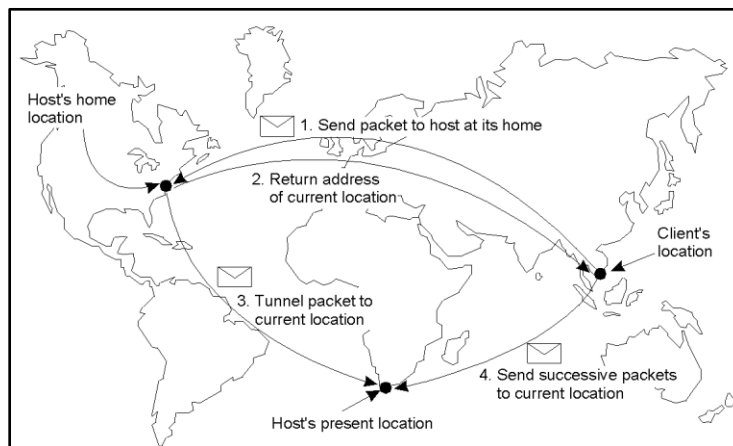 Host's home
location
1. Send packet to host at its home
2. Return address
of current location
Client's
location
3. Tunnel packet to
current location
4. Send successive packets
to current location
Host's present location